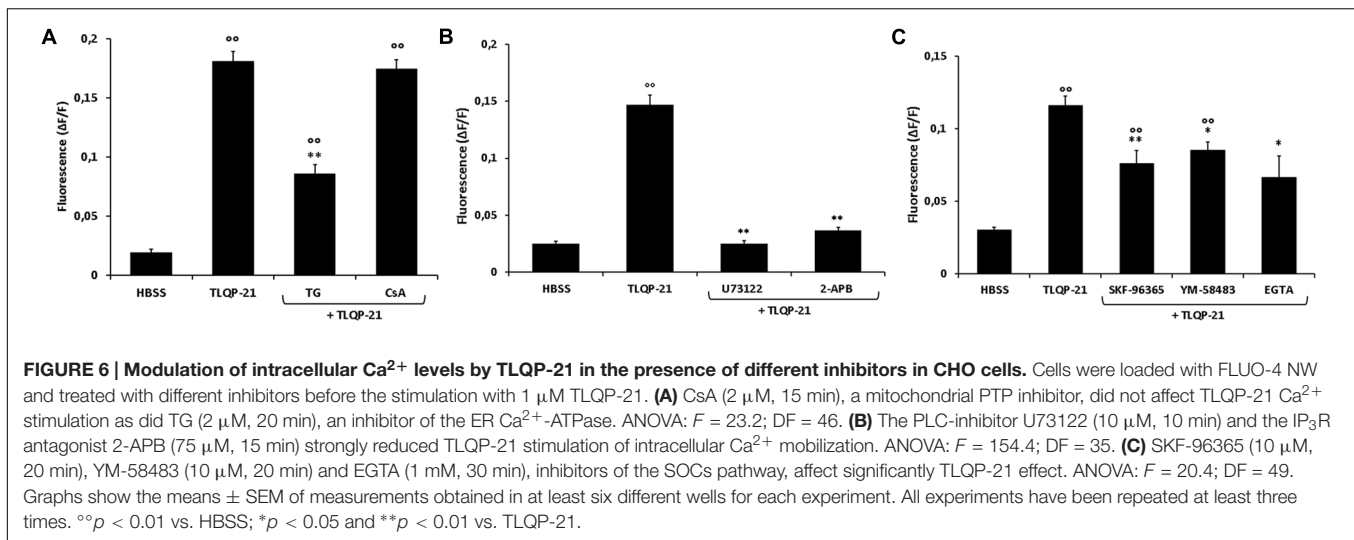 A
0,2
0,15
0,1
0,05
0
Fluorescence (ΔF/F)
°°
°°
**
°°
HBSS
TLQP-21
TG
CsA
+ TLQP-21
B
0,2
0,15
0,1
0,05
0
Fluorescence (ΔF/F)
°°
**
**
HBSS
TLQP-21
U73122
2-APB
+ TLQP-21
C
0,15
0,1
0,05
0
Fluorescence (ΔF/F)
°°
°°
**
°°
*
*
HBSS
TLQP-21
SKF-96365
YM-58483
EGTA
+ TLQP-21
FIGURE 6 | Modulation of intracellular Ca²⁺ levels by TLQP-21 in the presence of different inhibitors in CHO cells. Cells were loaded with FLUO-4 NW
and treated with different inhibitors before the stimulation with 1 μM TLQP-21. (A) CsA (2 μM, 15 min), a mitochondrial PTP inhibitor, did not affect TLQP-21 Ca²⁺
stimulation as did TG (2 μM, 20 min), an inhibitor of the ER Ca²⁺-ATPase. ANOVA: F = 23.2; DF = 46. (B) The PLC-inhibitor U73122 (10 μM, 10 min) and the IP₃R
antagonist 2-APB (75 μM, 15 min) strongly reduced TLQP-21 stimulation of intracellular Ca²⁺ mobilization. ANOVA: F = 154.4; DF = 35. (C) SKF-96365 (10 μM,
20 min), YM-58483 (10 μM, 20 min) and EGTA (1 mM, 30 min), inhibitors of the SOCs pathway, affect significantly TLQP-21 effect. ANOVA: F = 20.4; DF = 49.
Graphs show the means ± SEM of measurements obtained in at least six different wells for each experiment. All experiments have been repeated at least three
times. °°p < 0.01 vs. HBSS; *p < 0.05 and **p < 0.01 vs. TLQP-21.